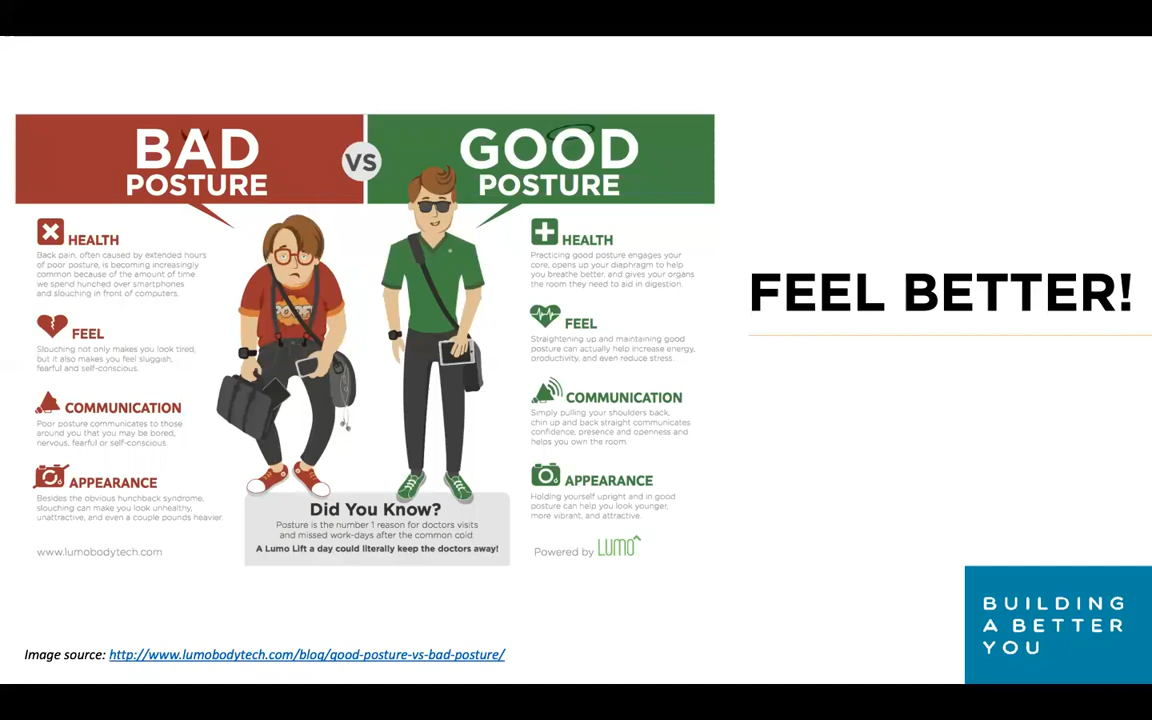 BAD
POSTURE
VS
GOOD
POSTURE
HEALTH
Back pain, often caused by extended hours
of poor posture, is becoming increasingly
common because of the amount of time
we spend hunched over smartphones
and slouching in front of computers.
FEEL
Slouching not only makes you look tired,
but it also makes you feel sluggish,
fearful and self-conscious.
COMMUNICATION
Poor posture communicates to those
around you that you may be bored,
nervous, fearful or self-conscious.
APPEARANCE
Besides the obvious hunchback syndrome,
slouching can make you look unhealthy,
unattractive, and even a couple pounds heavier.
www.lumobodytech.com
HEALTH
Practicing good posture engages your
core, opens up your diaphragm to help
you breathe better, and gives your organs
the room they need to aid in digestion.
FEEL
Straightening up and maintaining good
posture can actually help increase energy,
productivity, and even reduce stress.
COMMUNICATION
Simply pulling your shoulders back,
chin up and back straight communicates
confidence, presence and openness and
helps you own the room.
APPEARANCE
Holding yourself upright and in good
posture can help you look younger,
more vibrant, and attractive.
Did You Know?
Posture is the number 1 reason for doctors visits
and missed work-days after the common cold
A Lumo Lift a day could literally keep the doctors away!
Powered by LUMO
FEEL BETTER!
BUILDING
A BETTER
YOU
Image source: http://www.lumobodytech.com/blog/good-posture-vs-bad-posture/